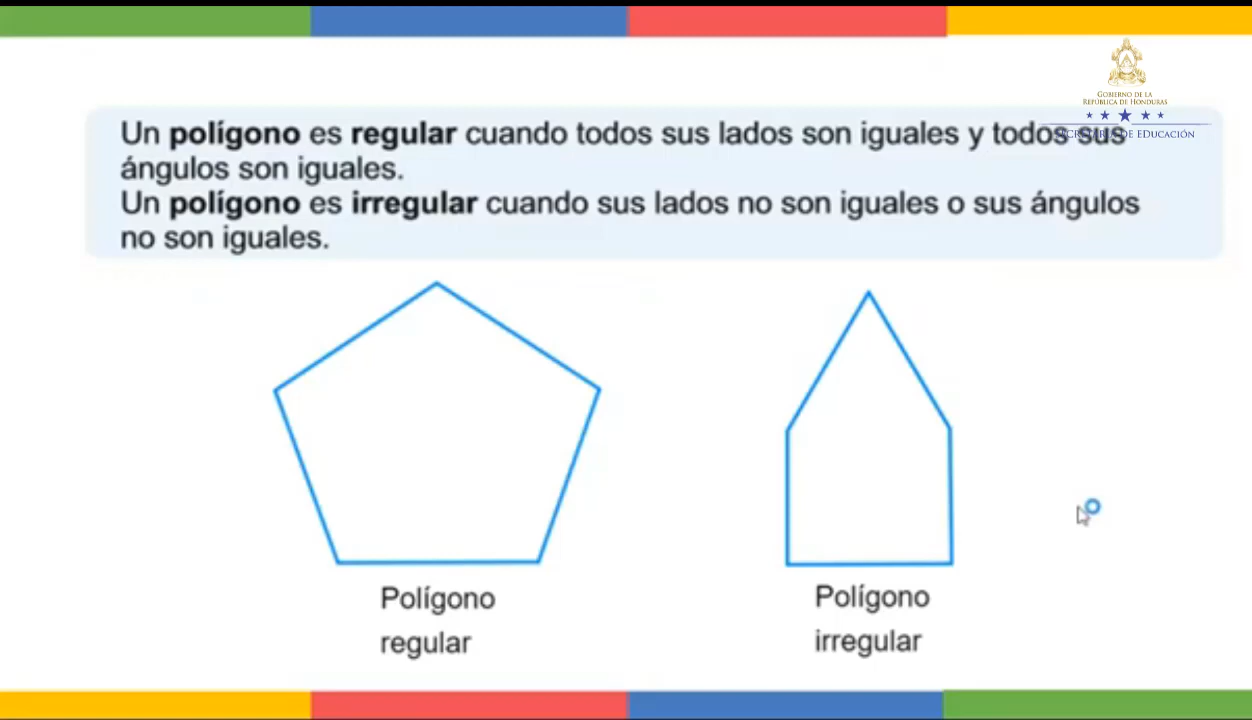 GOBIERNO DE LA
REPÚBLICA DE HONDURAS
SECRETARÍA DE EDUCACIÓN
Un polígono es regular cuando todos sus lados son iguales y todos sus
ángulos son iguales.
Un polígono es irregular cuando sus lados no son iguales o sus ángulos
no son iguales.
Polígono
regular
Polígono
irregular